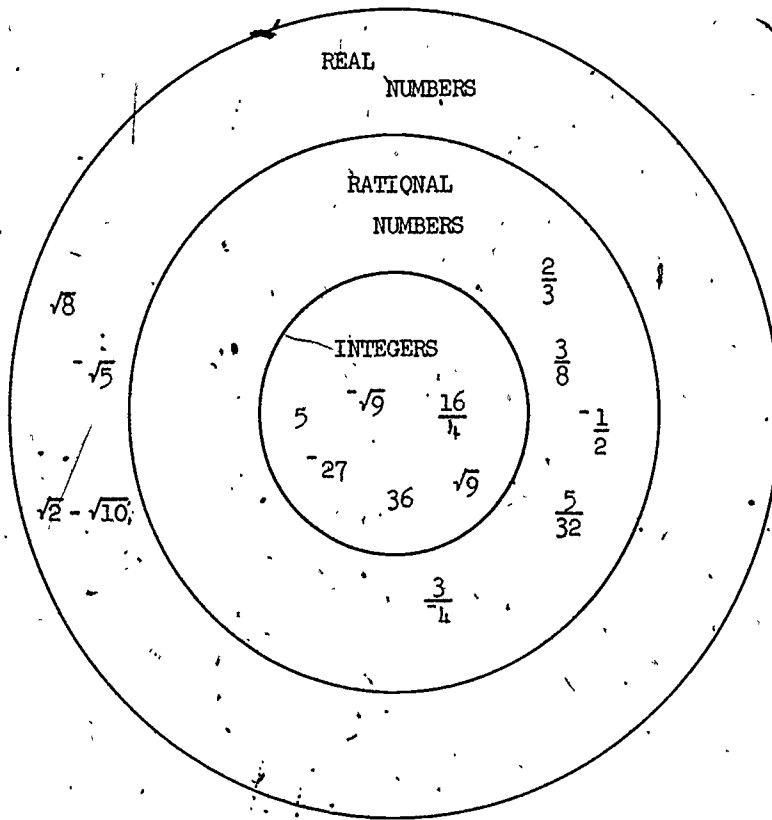 REAL
NUMBERS
RATIONAL
NUMBERS
2/3
√8
INTEGERS
3/8
⁻√5
⁻√9
16/4
5
⁻1/2
⁻27
√9
36
√2 - √10
5/32
3/⁻4